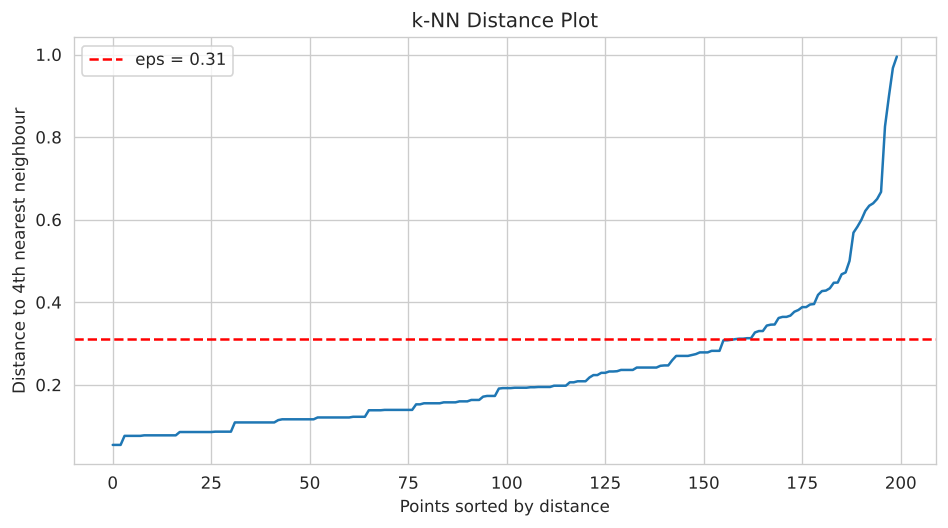 k-NN Distance Plot
eps = 0.31
1.0
0.8
0.6
0.4
0.2
Distance to 4th nearest neighbour
0 25 50 75 100 125 150 175 200
Points sorted by distance